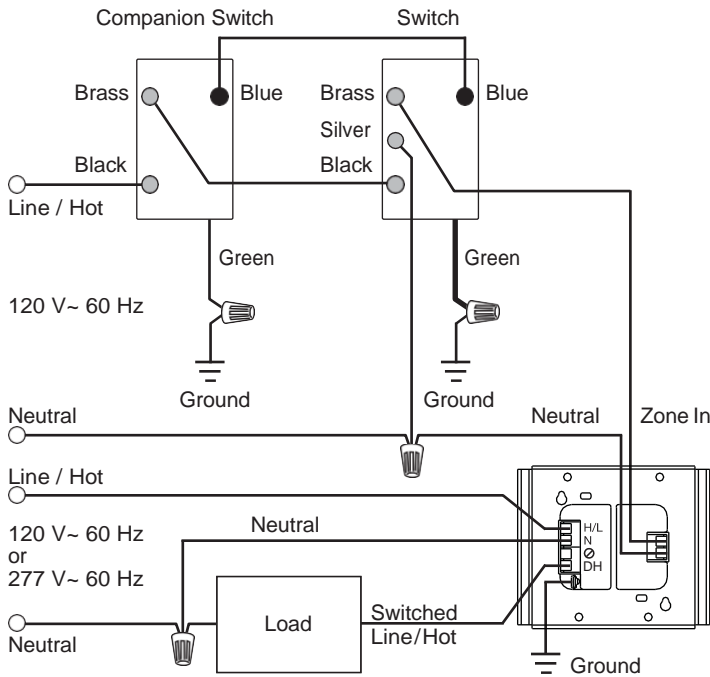 Companion Switch
Switch
Brass
Blue
Brass
Blue
Silver
Black
Black
Line / Hot
Green
Green
120 V~ 60 Hz
Ground
Ground
Neutral
Neutral
Zone In
Line / Hot
120 V~ 60 Hz
or
277 V~ 60 Hz
Neutral
H/L
N
DH
Load
Switched
Line/Hot
Neutral
Ground